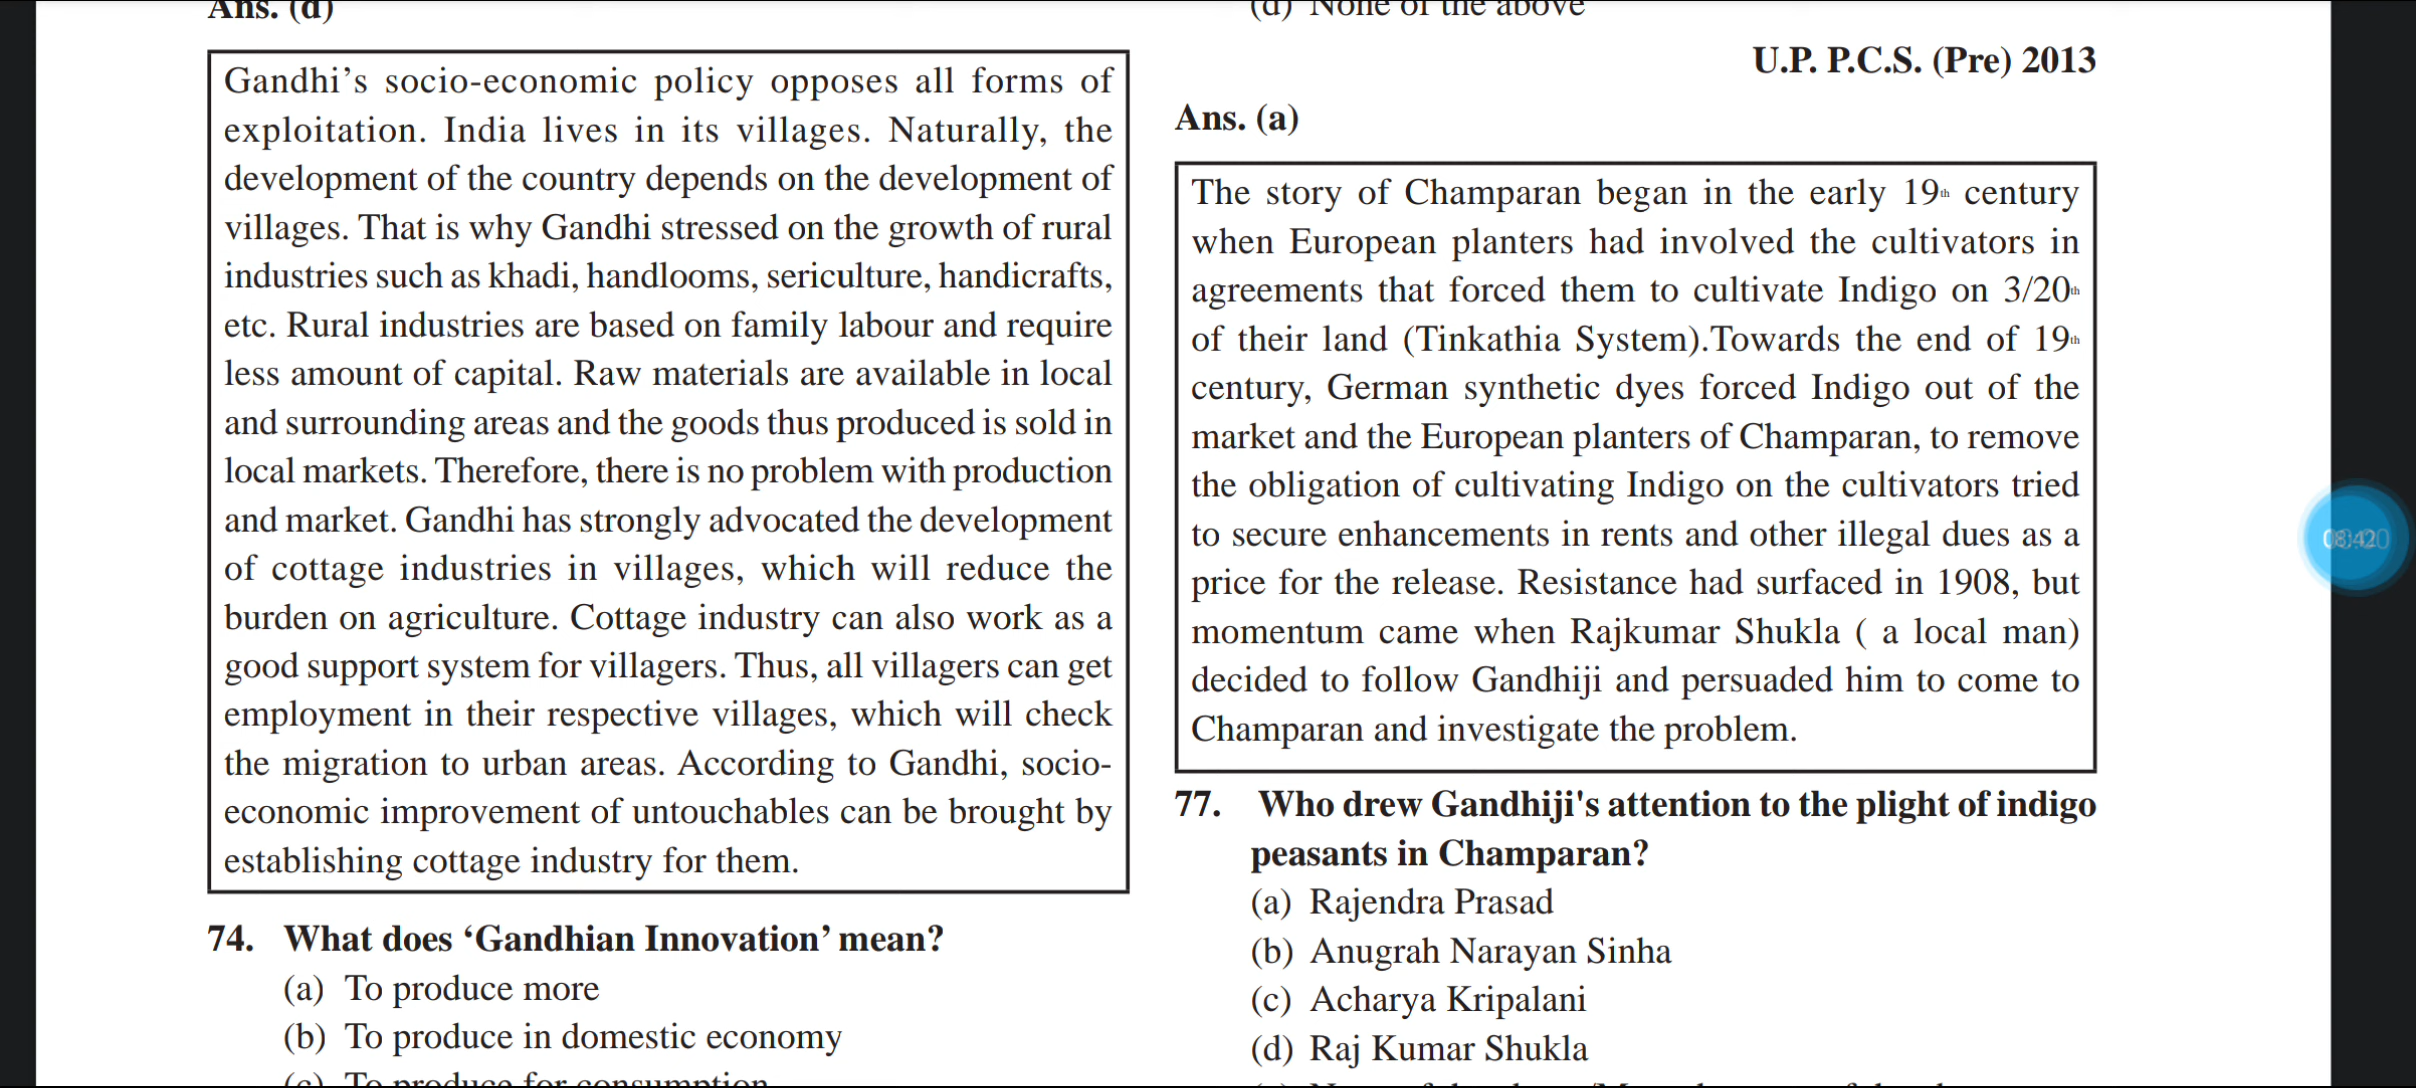 Ans. (d)
Gandhi’s socio-economic policy opposes all forms of
exploitation. India lives in its villages. Naturally, the
development of the country depends on the development of
villages. That is why Gandhi stressed on the growth of rural
industries such as khadi, handlooms, sericulture, handicrafts,
etc. Rural industries are based on family labour and require
less amount of capital. Raw materials are available in local
and surrounding areas and the goods thus produced is sold in
local markets. Therefore, there is no problem with production
and market. Gandhi has strongly advocated the development
of cottage industries in villages, which will reduce the
burden on agriculture. Cottage industry can also work as a
good support system for villagers. Thus, all villagers can get
employment in their respective villages, which will check
the migration to urban areas. According to Gandhi, socio-
economic improvement of untouchables can be brought by
establishing cottage industry for them.
74. What does ‘Gandhian Innovation’ mean?
(a) To produce more
(b) To produce in domestic economy
(c) To produce for consumption
(d) None of the above
U.P. P.C.S. (Pre) 2013
Ans. (a)
The story of Champaran began in the early 19th century
when European planters had involved the cultivators in
agreements that forced them to cultivate Indigo on 3/20th
of their land (Tinkathia System).Towards the end of 19th
century, German synthetic dyes forced Indigo out of the
market and the European planters of Champaran, to remove
the obligation of cultivating Indigo on the cultivators tried
to secure enhancements in rents and other illegal dues as a
price for the release. Resistance had surfaced in 1908, but
momentum came when Rajkumar Shukla ( a local man)
decided to follow Gandhiji and persuaded him to come to
Champaran and investigate the problem.
77. Who drew Gandhiji's attention to the plight of indigo
peasants in Champaran?
(a) Rajendra Prasad
(b) Anugrah Narayan Sinha
(c) Acharya Kripalani
(d) Raj Kumar Shukla